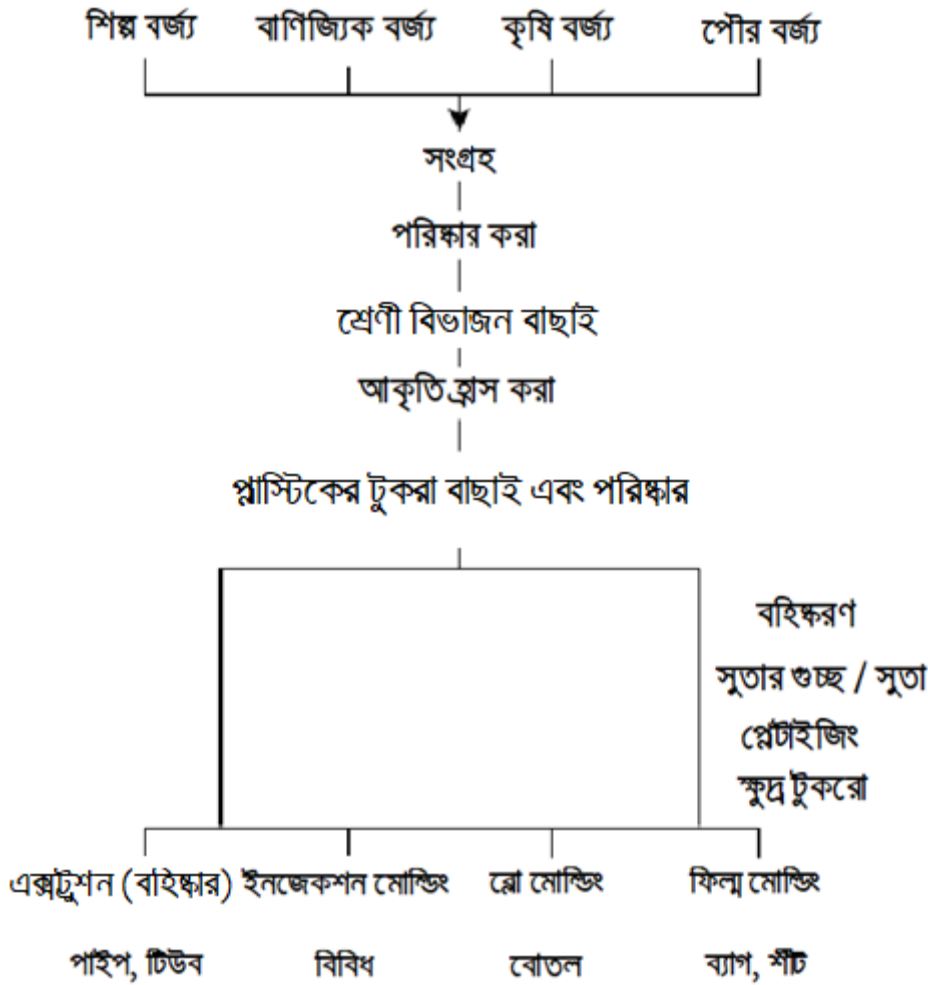 শিল্প বর্জ্য বাণিজ্যিক বর্জ্য কৃষি বর্জ্য পৌর বর্জ্য
সংগ্রহ
পরিষ্কার করা
শ্রেণী বিভাজন বাছাই
আকৃতি হ্রাস করা
প্লাস্টিকের টুকরা বাছাই এবং পরিষ্কার
বহিষ্করণ
সুতার গুচ্ছ / সুতা
প্লেটাইজিং
ক্ষুদ্র টুকরো
এক্সট্রুশন (বহিষ্কার) ইনজেকশন মোল্ডিং ব্লো মোল্ডিং ফিল্ম মোল্ডিং
পাইপ, টিউব বিবিধ বোতল ব্যাগ, শীট